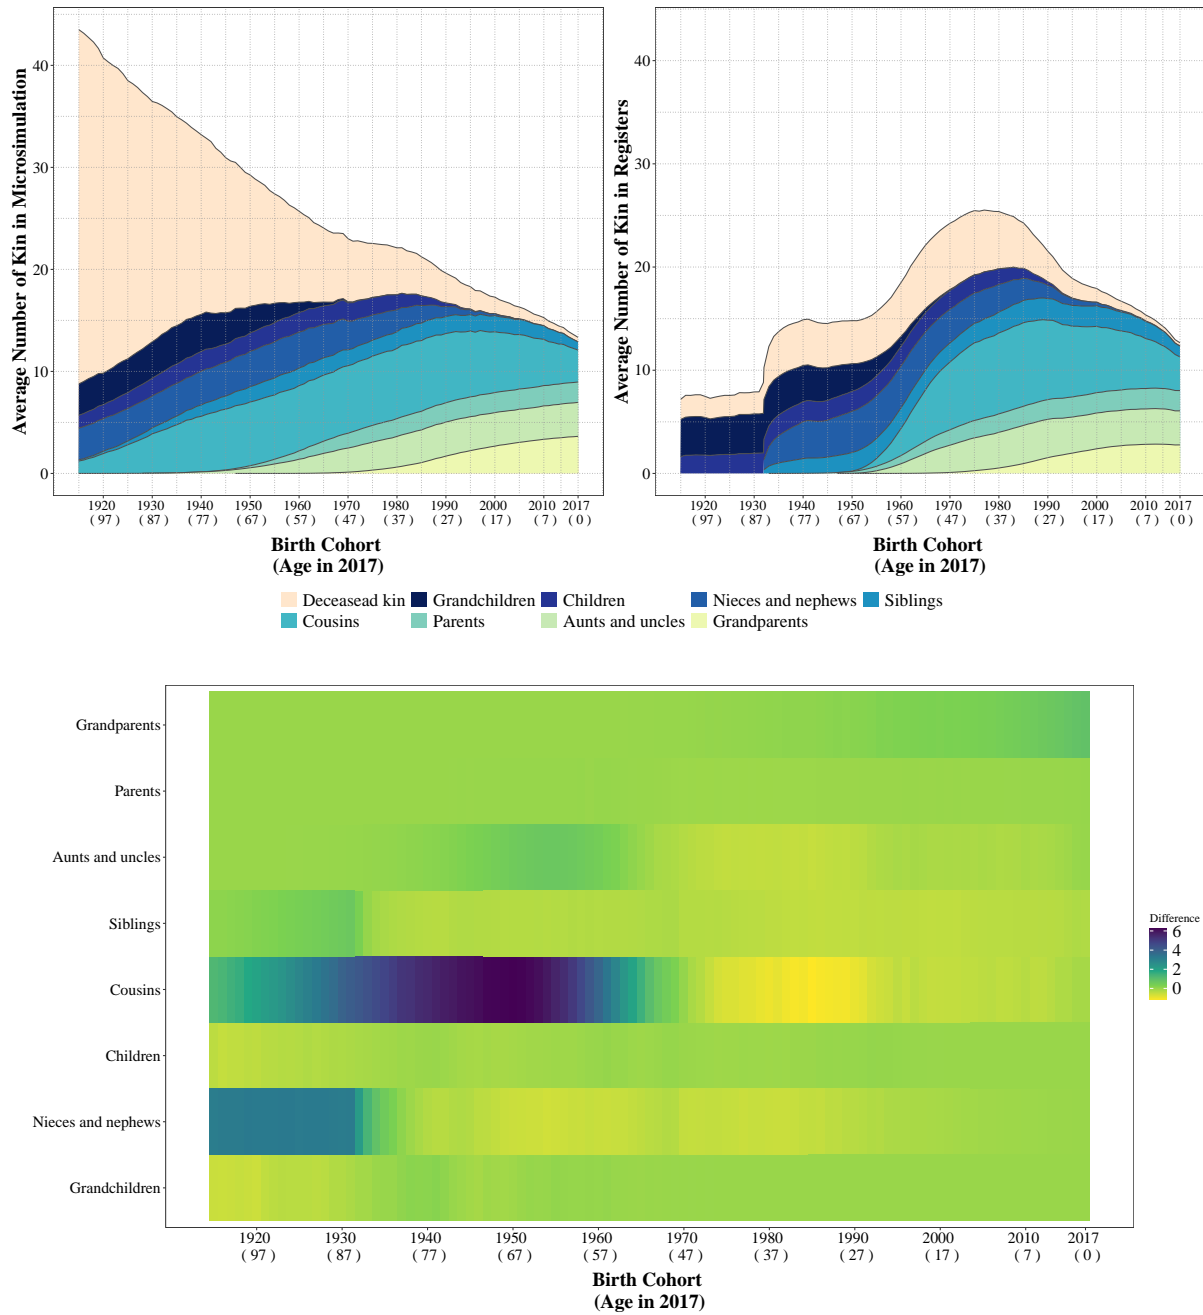 Average Number of Kin in Microsimulation
40
30
20
10
0
1920 1930 1940 1950 1960 1970 1980 1990 2000 2010 2017
( 97) ( 87) ( 77) ( 67) ( 57) ( 47) ( 37) ( 27) ( 17) ( 7) ( 0)
Birth Cohort
(Age in 2017)
Average Number of Kin in Registers
40
30
20
10
0
1920 1930 1940 1950 1960 1970 1980 1990 2000 2010 2017
( 97) ( 87) ( 77) ( 67) ( 57) ( 47) ( 37) ( 27) ( 17) ( 7) ( 0)
Birth Cohort
(Age in 2017)
Deceasead kin Grandchildren Children Nieces and nephews Siblings
Cousins Parents Aunts and uncles Grandparents
Grandparents
Parents
Aunts and uncles
Siblings
Cousins
Children
Nieces and nephews
Grandchildren
1920 1930 1940 1950 1960 1970 1980 1990 2000 2010 2017
( 97) ( 87) ( 77) ( 67) ( 57) ( 47) ( 37) ( 27) ( 17) ( 7) ( 0)
Birth Cohort
(Age in 2017)
Difference
6
4
2
0